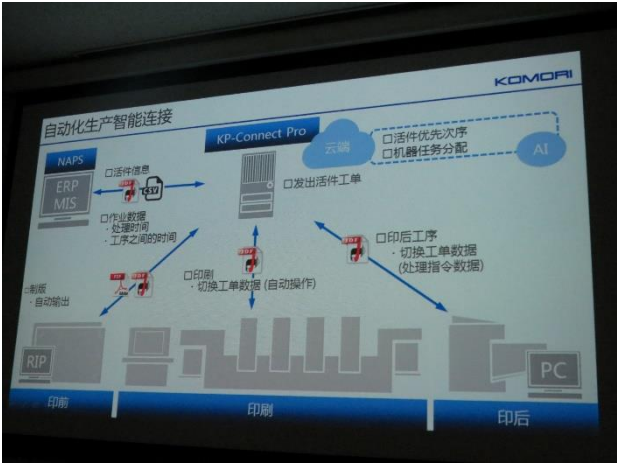 KOMORI
自动化生产智能连接
KP-Connect Pro
云端
□活件优先次序
□机器任务分配
AI
NAPS
ERP
MIS
□活件信息
CSV
□发出活件工单
□作业数据
・处理时间
・工序之间的时间
□印后工序
・切换工单数据
(处理指令数据)
□印刷
・切换工单数据 (自动操作)
□制版
・自动输出
RIP
PC
印前
印刷
印后